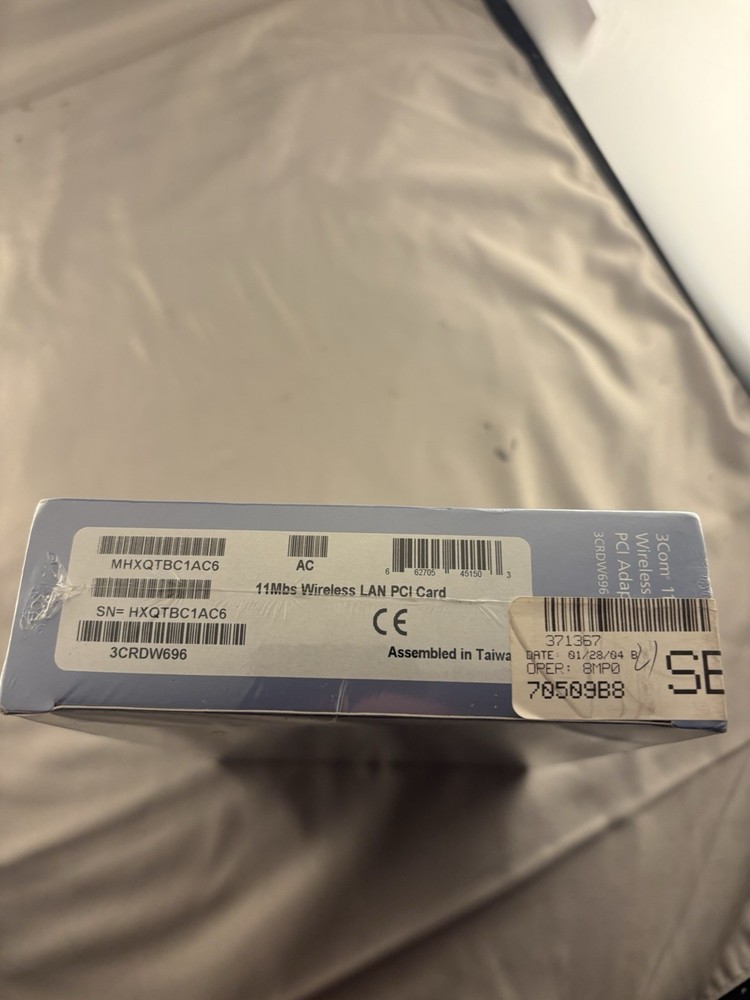 MHXQTBC1AC6
AC
6 62705 45150 3
11Mbs Wireless LAN PCI Card
SN= HXQTBC1AC6
CE
3CRDW696
Assembled in Taiwa
3Com 1
Wireless
PCI Adap
3CRDW696
371367
DATE: 01/28/04 B
OPER: 8MP0
70509B8
SE